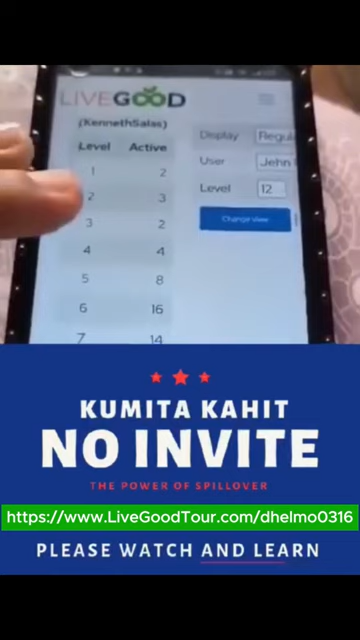 LIVEGOOD
(KennethSalas)
Level Active
1 2
2 3
3 2
4 4
5 8
6 16
7 14
Display Regul
User Jehn
Level 12
Change View
KUMITA KAHIT
NO INVITE
THE POWER OF SPILLOVER
https://www.LiveGoodTour.com/dhelmo0316
PLEASE WATCH AND LEARN